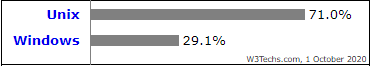 Unix 71.0%
Windows 29.1%
W3Techs.com, 1 October 2020